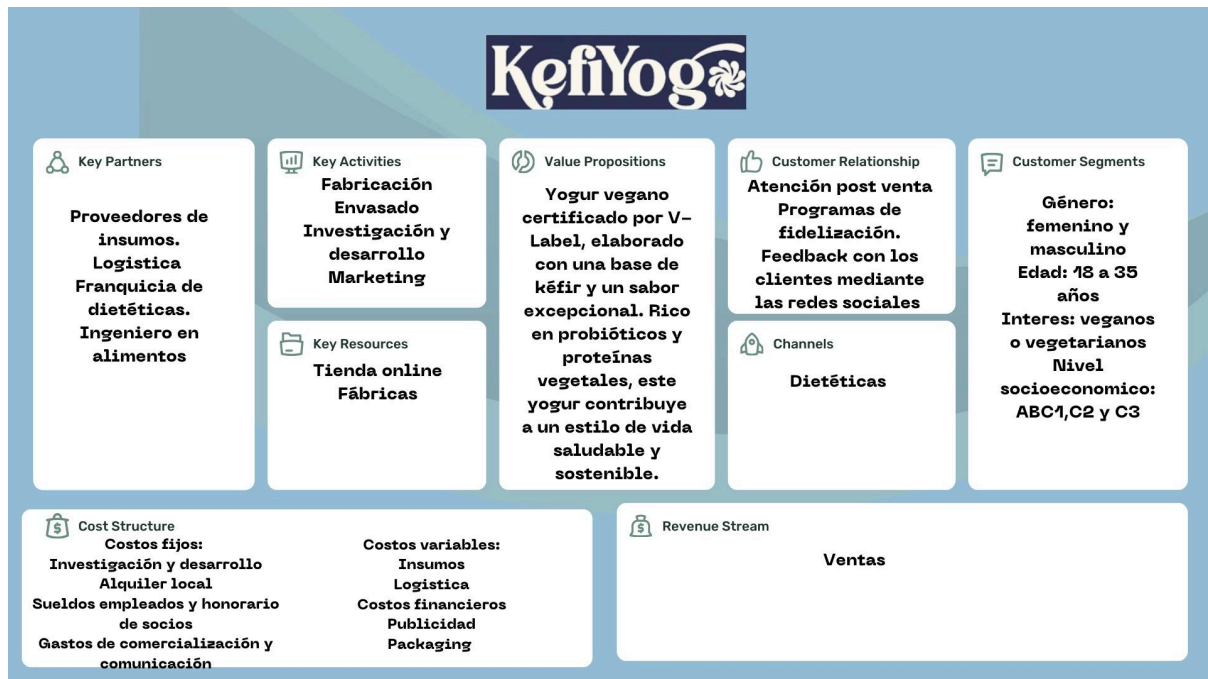 KefiYog
Key Partners
Proveedores de
insumos.
Logistica
Franquicia de
dietéticas.
Ingeniero en
alimentos
Key Activities
Fabricación
Envasado
Investigación y
desarrollo
Marketing
Key Resources
Tienda online
Fábricas
Value Propositions
Yogur vegano
certificado por V-
Label, elaborado
con una base de
kéfir y un sabor
excepcional. Rico
en probióticos y
proteínas
vegetales, este
yogur contribuye
a un estilo de vida
saludable y
sostenible.
Customer Relationship
Atención post venta
Programas de
fidelización.
Feedback con los
clientes mediante
las redes sociales
Channels
Dietéticas
Customer Segments
Género:
femenino y
masculino
Edad: 18 a 35
años
Interes: veganos
o vegetarianos
Nivel
socioeconomico:
ABC1,C2 y C3
Cost Structure
Costos fijos:
Investigación y desarrollo
Alquiler local
Sueldos empleados y honorario
de socios
Gastos de comercialización y
comunicación
Costos variables:
Insumos
Logistica
Costos financieros
Publicidad
Packaging
Revenue Stream
Ventas